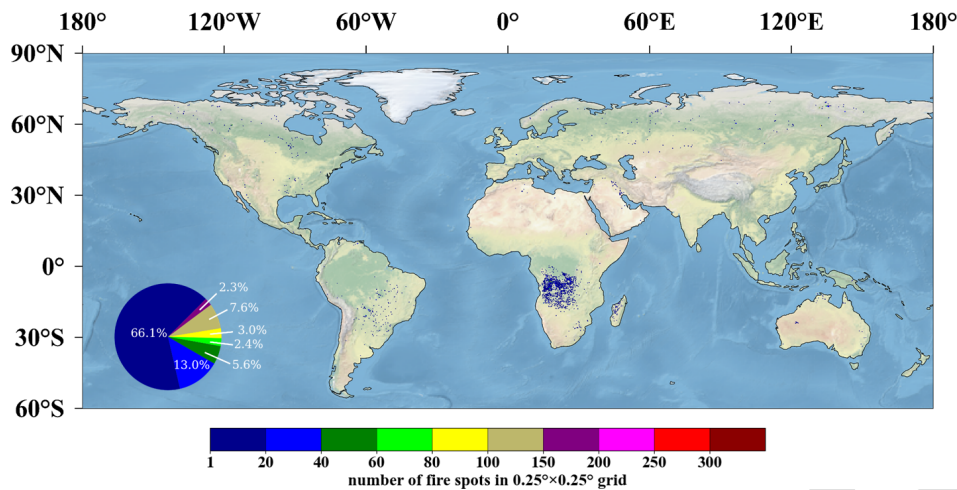 180° 120°W 60°W 0° 60°E 120°E 180°
90°N
60°N
30°N
0°
30°S
60°S
2.3%
7.6%
66.1%
3.0%
2.4%
13.0%
5.6%
1 20 40 60 80 100 150 200 250 300
number of fire spots in 0.25°×0.25° grid